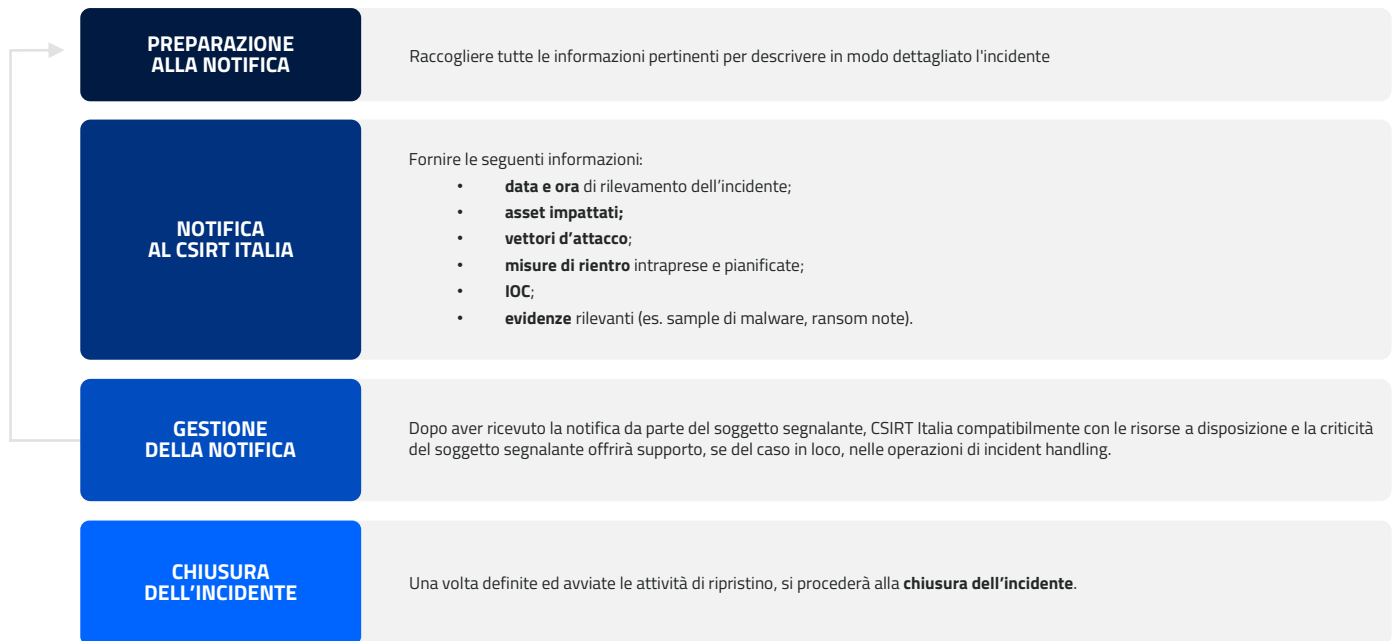 PREPARAZIONE
ALLA NOTIFICA
Raccogliere tutte le informazioni pertinenti per descrivere in modo dettagliato l'incidente
NOTIFICA
AL CSIRT ITALIA
Fornire le seguenti informazioni:
• data e ora di rilevamento dell’incidente;
• asset impattati;
• vettori d’attacco;
• misure di rientro intraprese e pianificate;
• IOC;
• evidenze rilevanti (es. sample di malware, ransom note).
GESTIONE
DELLA NOTIFICA
Dopo aver ricevuto la notifica da parte del soggetto segnalante, CSIRT Italia compatibilmente con le risorse a disposizione e la criticità
del soggetto segnalante offrirà supporto, se del caso in loco, nelle operazioni di incident handling.
CHIUSURA
DELL’INCIDENTE
Una volta definite ed avviate le attività di ripristino, si procederà alla chiusura dell’incidente.